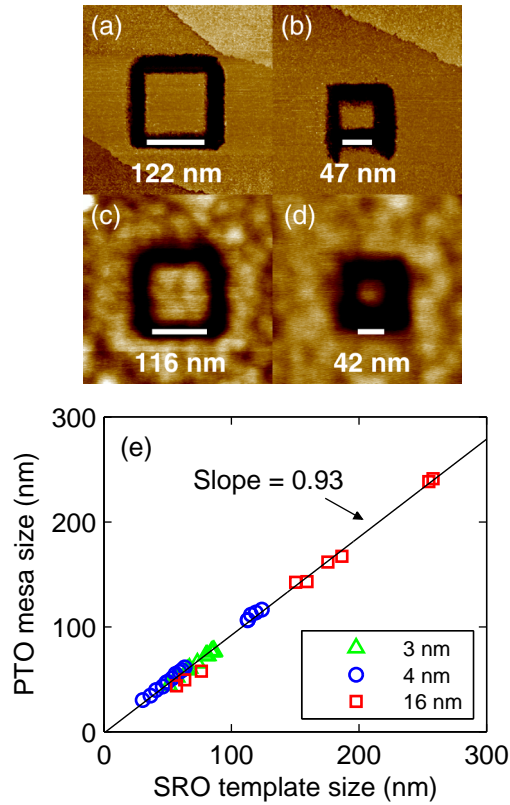 (a)
(b)
122 nm
47 nm
(c)
(d)
116 nm
42 nm
(e)
Slope = 0.93
300
200
100
0
PTO mesa size (nm)
3 nm
4 nm
16 nm
0
100
200
300
SRO template size (nm)